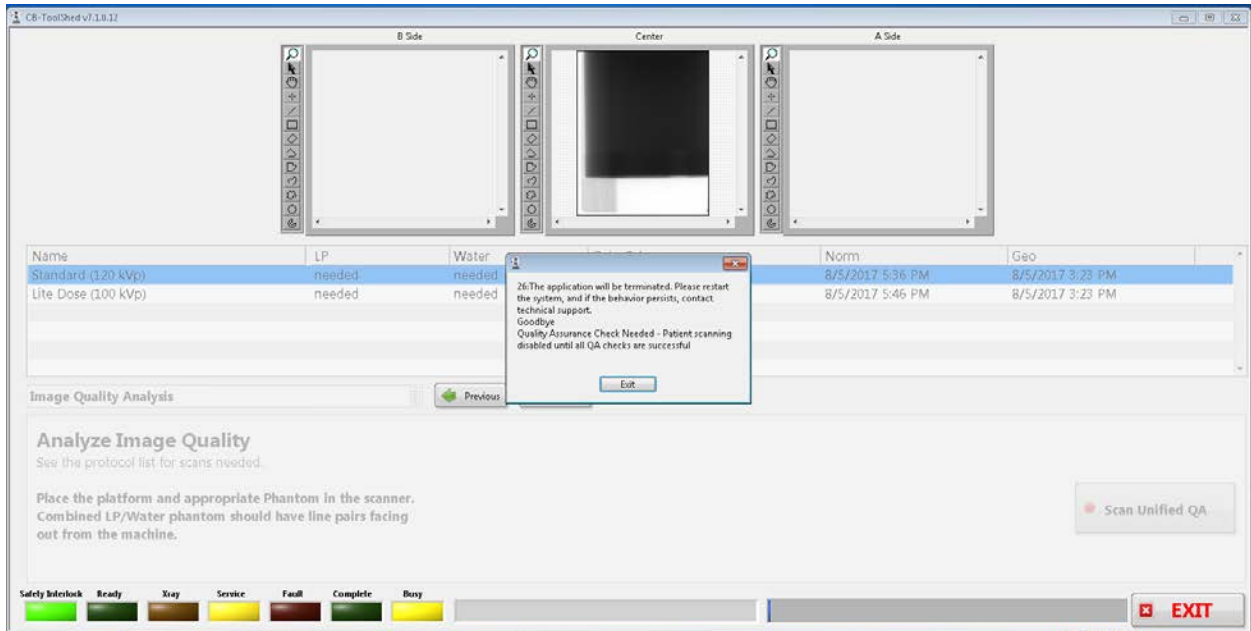 CB-ToolShed v7.1.0.12
B Side
Center
A Side
Name LP Water Norm Geo
Standard (120 kVp) needed needed 8/5/2017 5:36 PM 8/5/2017 3:23 PM
Lite Dose (100 kVp) needed needed 8/5/2017 5:46 PM 8/5/2017 3:23 PM
26:The application will be terminated. Please restart
the system, and if the behavior persists, contact
technical support.
Goodbye
Quality Assurance Check Needed - Patient scanning
disabled until all QA checks are successful
Exit
Image Quality Analysis
Previous
Analyze Image Quality
See the protocol list for scans needed.
Place the platform and appropriate Phantom in the scanner.
Combined LP/Water phantom should have line pairs facing
out from the machine.
Scan Unified QA
Safety Interlock Ready Xray Service Fault Complete Busy
EXIT